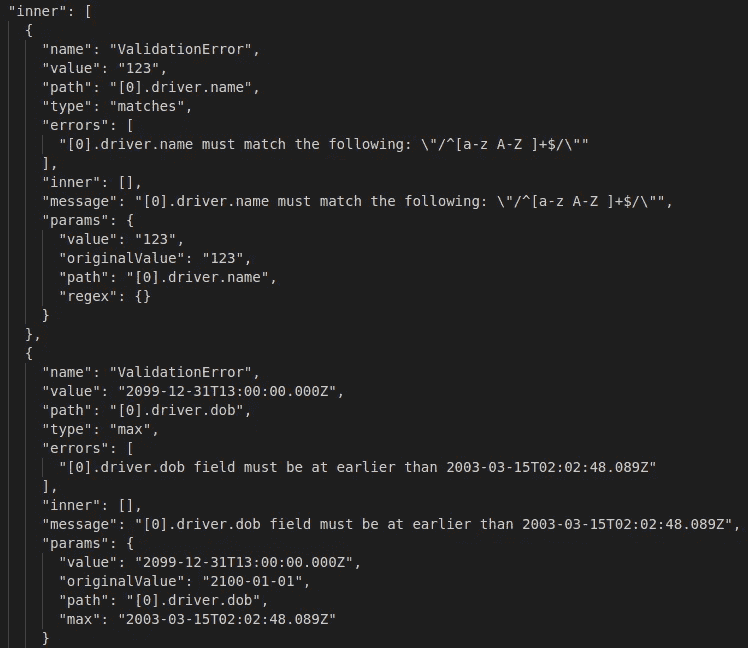 "inner": [
{
"name": "ValidationError",
"value": "123",
"path": "[0].driver.name",
"type": "matches",
"errors": [
"[0].driver.name must match the following: \"/^[a-z A-Z ]+$/\""
],
"inner": [],
"message": "[0].driver.name must match the following: \"/^[a-z A-Z ]+$/\"",
"params": {
"value": "123",
"originalValue": "123",
"path": "[0].driver.name",
"regex": {}
}
},
{
"name": "ValidationError",
"value": "2099-12-31T13:00:00.000Z",
"path": "[0].driver.dob",
"type": "max",
"errors": [
"[0].driver.dob field must be at earlier than 2003-03-15T02:02:48.089Z"
],
"inner": [],
"message": "[0].driver.dob field must be at earlier than 2003-03-15T02:02:48.089Z",
"params": {
"value": "2099-12-31T13:00:00.000Z",
"originalValue": "2100-01-01",
"path": "[0].driver.dob",
"max": "2003-03-15T02:02:48.089Z"
}